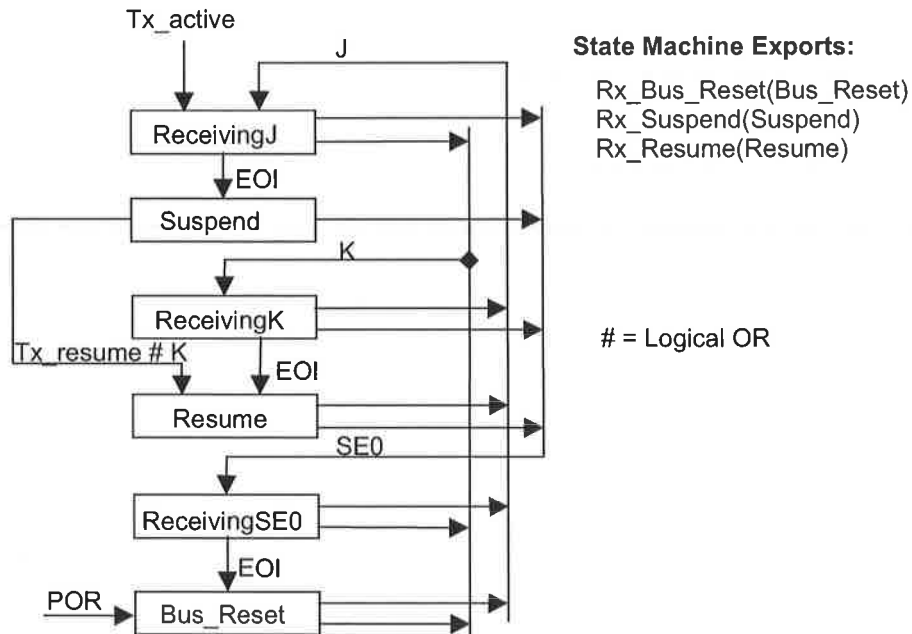 Tx_active
J
State Machine Exports:
Rx_Bus_Reset(Bus_Reset)
Rx_Suspend(Suspend)
Rx_Resume(Resume)
ReceivingJ
EOI
Suspend
K
ReceivingK
# = Logical OR
Tx_resume # K
EOI
Resume
SE0
ReceivingSE0
EOI
POR
Bus_Reset